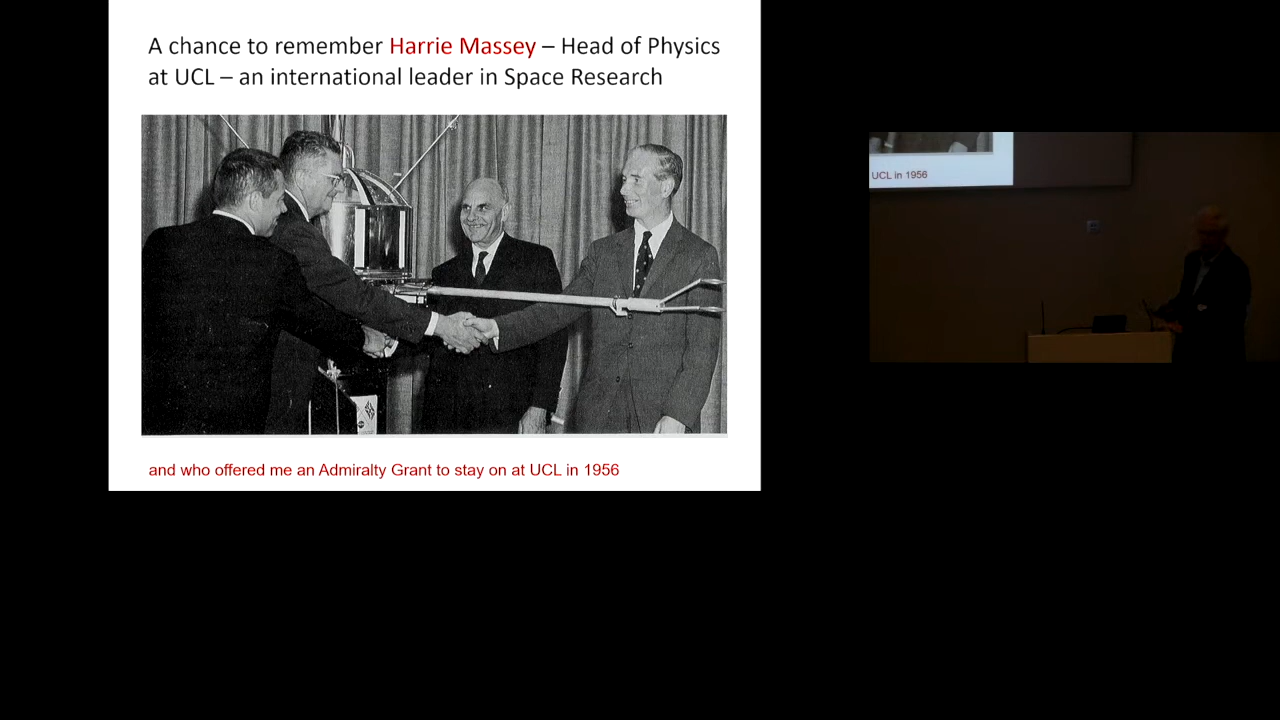 A chance to remember Harrie Massey – Head of Physics
at UCL – an international leader in Space Research
and who offered me an Admiralty Grant to stay on at UCL in 1956
UCL in 1956